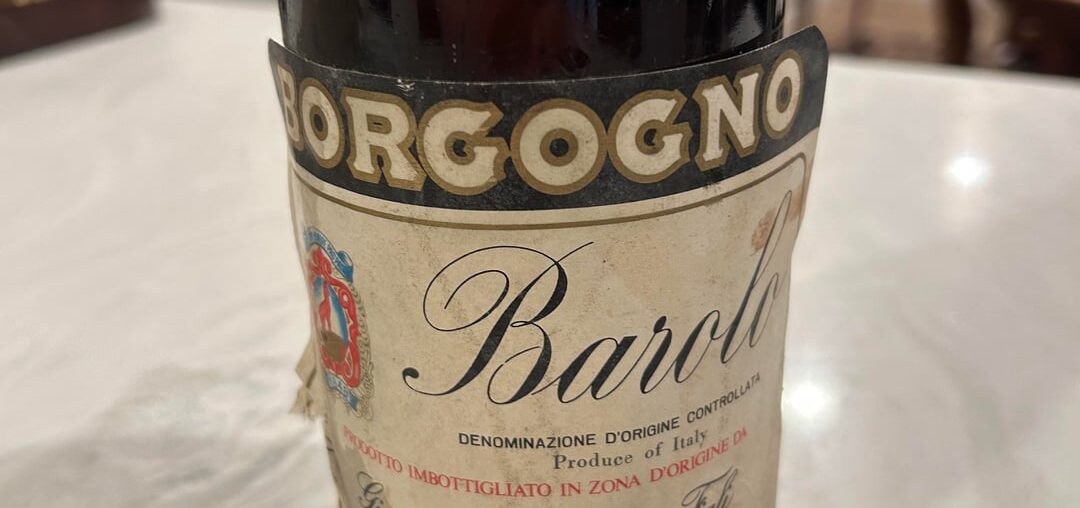 BORGOGNO
Barolo
DENOMINAZIONE D'ORIGINE CONTROLLATA
Produce of Italy
PRODOTTO IMBOTTIGLIATO IN ZONA D'ORIGINE DA